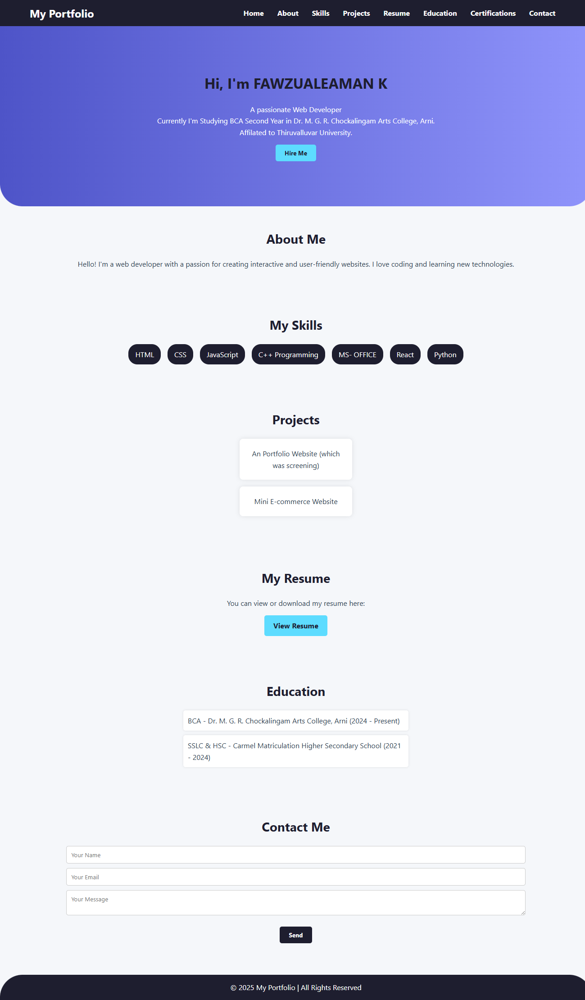 My Portfolio
Home About Skills Projects Resume Education Certifications Contact
Hi, I'm FAWZUALEAMAN K
A passionate Web Developer
Currently I'm Studying BCA Second Year in Dr. M. G. R. Chockalingam Arts College, Arni.
Affilated to Thiruvalluvar University.
Hire Me
About Me
Hello! I'm a web developer with a passion for creating interactive and user-friendly websites. I love coding and learning new technologies.
My Skills
HTML CSS JavaScript C++ Programming MS- OFFICE React Python
Projects
An Portfolio Website (which
was screening)
Mini E-commerce Website
My Resume
You can view or download my resume here:
View Resume
Education
BCA - Dr. M. G. R. Chockalingam Arts College, Arni (2024 - Present)
SSLC & HSC - Carmel Matriculation Higher Secondary School (2021
- 2024)
Contact Me
Your Name
Your Email
Your Message
Send
© 2025 My Portfolio | All Rights Reserved